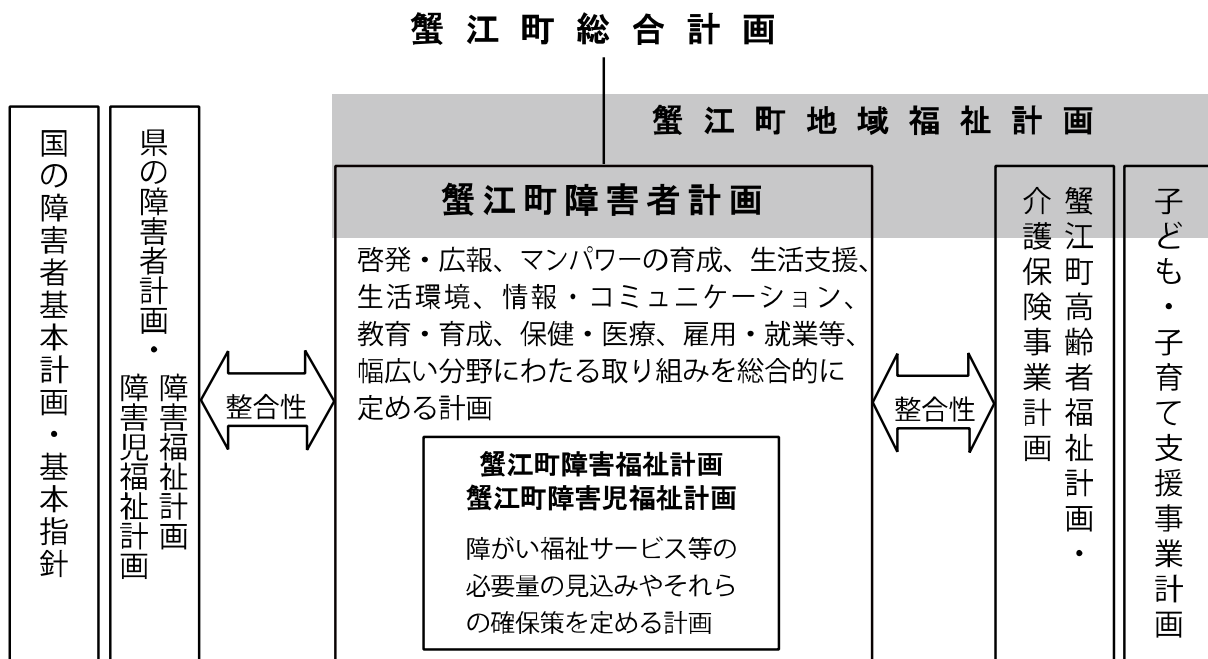 蟹江町総合計画
蟹江町地域福祉計画
国の障害者基本計画・基本指針
県の障害者計画・
障害福祉計画
障害児福祉計画
整合性
蟹江町障害者計画
啓発・広報、マンパワーの育成、生活支援、
生活環境、情報・コミュニケーション、
教育・育成、保健・医療、雇用・就業等、
幅広い分野にわたる取り組みを総合的に
定める計画
蟹江町障害福祉計画
蟹江町障害児福祉計画
障がい福祉サービス等の
必要量の見込みやそれら
の確保策を定める計画
整合性
蟹江町高齢者福祉計画・
介護保険事業計画
子ども・子育て支援事業計画